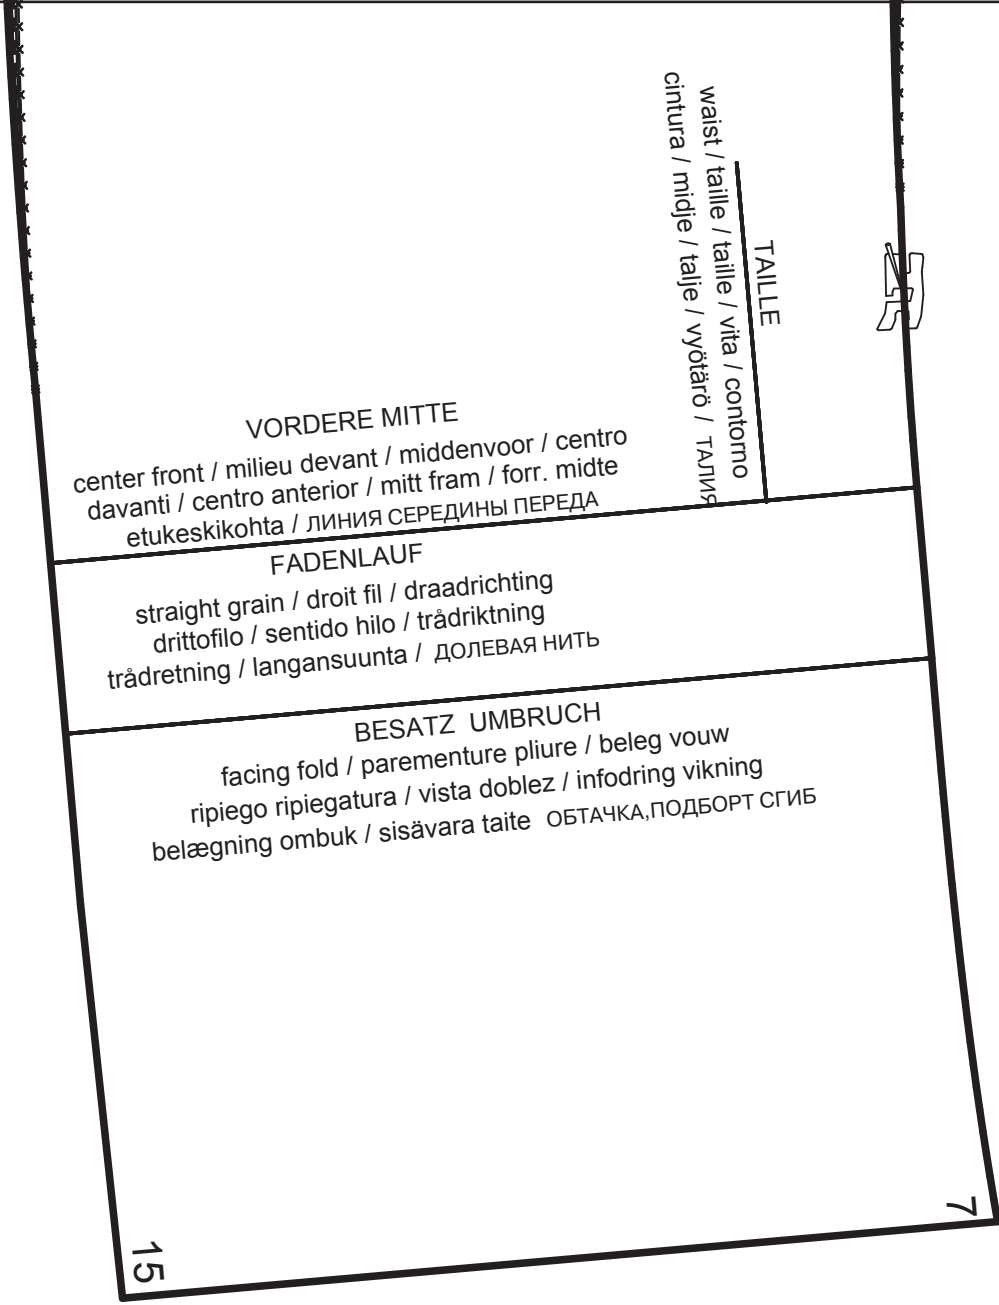 TAILLE
waist / taille / taille / vita / contorno
cintura / midje / talje / vyötärö / ТАЛИЯ
VORDERE MITTE
center front / milieu devant / middenvoor / centro
davanti / centro anterior / mitt fram / forr. midte
etukeskikohta / ЛИНИЯ СЕРЕДИНЫ ПЕРЕДА
FADENLAUF
straight grain / droit fil / draadrichting
drittofilo / sentido hilo / trådriktning
trådretning / langansuunta / ДОЛЕВАЯ НИТЬ
BESATZ UMBRUCH
facing fold / parementure pliure / beleg vouw
ripiego ripiegatura / vista doblez / infodring vikning
belægning ombuk / sisävara taite ОБТАЧКА,ПОДБОРТ СГИБ
7
15